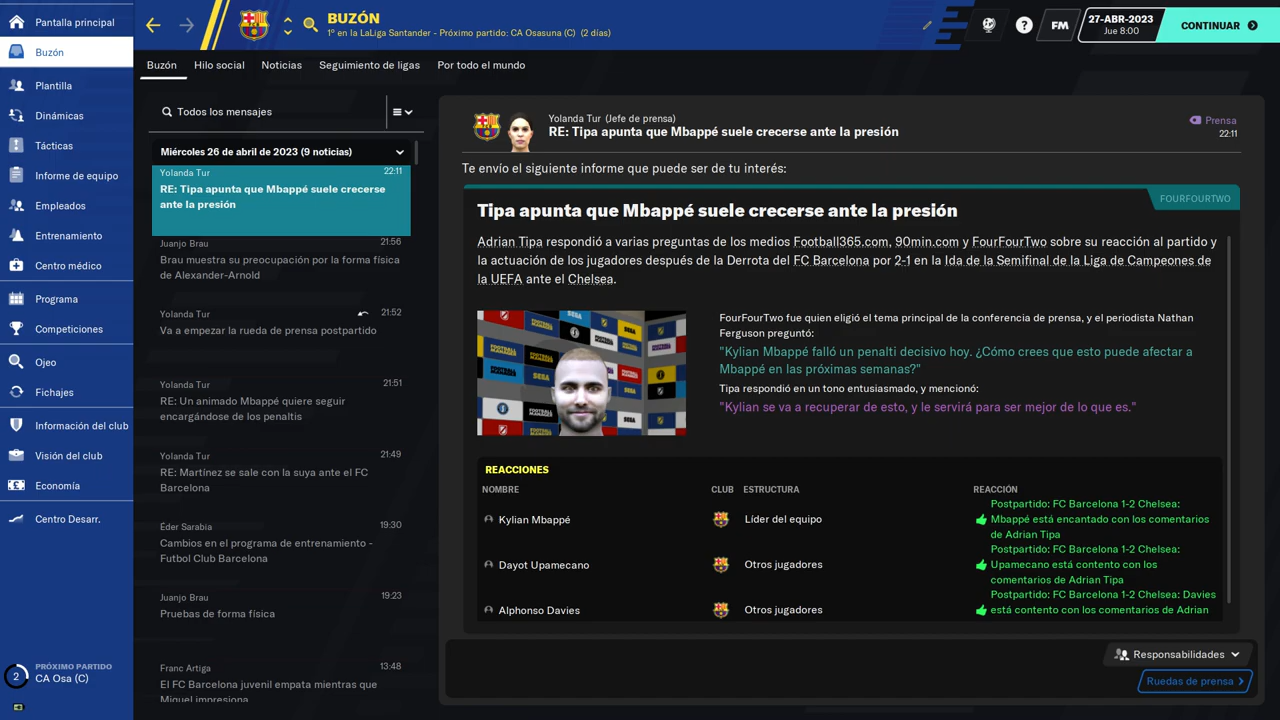 Pantalla principal
Buzón
Plantilla
Dinámicas
Tácticas
Informe de equipo
Empleados
Entrenamiento
Centro médico
Programa
Competiciones
Ojeo
Fichajes
Información del club
Visión del club
Economía
Centro Desarr.
2
PRÓXIMO PARTIDO
CA Osa (C)
BUZÓN
1º en la LaLiga Santander - Próximo partido: CA Osasuna (C) (2 días)
?
FM
27-ABR-2023
Jue 8:00
CONTINUAR
Buzón
Hilo social
Noticias
Seguimiento de ligas
Por todo el mundo
Todos los mensajes
Miércoles 26 de abril de 2023 (9 noticias)
Yolanda Tur 22:11
RE: Tipa apunta que Mbappé suele crecerse
ante la presión
Juanjo Brau 21:56
Brau muestra su preocupación por la forma física
de Alexander-Arnold
Yolanda Tur 21:52
Va a empezar la rueda de prensa postpartido
Yolanda Tur 21:51
RE: Un animado Mbappé quiere seguir
encargándose de los penaltis
Yolanda Tur 21:49
RE: Martínez se sale con la suya ante el FC
Barcelona
Éder Sarabia 19:30
Cambios en el programa de entrenamiento -
Futbol Club Barcelona
Juanjo Brau 19:23
Pruebas de forma física
Franc Artiga 13:48
El FC Barcelona juvenil empata mientras que
Miguel impresiona
Yolanda Tur (Jefe de prensa)
RE: Tipa apunta que Mbappé suele crecerse ante la presión
Prensa
22:11
Te envío el siguiente informe que puede ser de tu interés:
FOURFOURTWO
Tipa apunta que Mbappé suele crecerse ante la presión
Adrian Tipa respondió a varias preguntas de los medios Football365.com, 90min.com y FourFourTwo sobre su reacción al partido y
la actuación de los jugadores después de la Derrota del FC Barcelona por 2-1 en la Ida de la Semifinal de la Liga de Campeones de
la UEFA ante el Chelsea.
FourFourTwo fue quien eligió el tema principal de la conferencia de prensa, y el periodista Nathan
Ferguson preguntó:
"Kylian Mbappé falló un penalti decisivo hoy. ¿Cómo crees que esto puede afectar a
Mbappé en las próximas semanas?"
Tipa respondió en un tono entusiasmado, y mencionó:
"Kylian se va a recuperar de esto, y le servirá para ser mejor de lo que es."
REACCIONES
NOMBRE CLUB ESTRUCTURA REACCIÓN
Kylian Mbappé Líder del equipo
Postpartido: FC Barcelona 1-2 Chelsea:
Mbappé está encantado con los comentarios
de Adrian Tipa
Dayot Upamecano Otros jugadores
Postpartido: FC Barcelona 1-2 Chelsea:
Upamecano está contento con los
comentarios de Adrian Tipa
Alphonso Davies Otros jugadores
Postpartido: FC Barcelona 1-2 Chelsea: Davies
está contento con los comentarios de Adrian
Responsabilidades
Ruedas de prensa